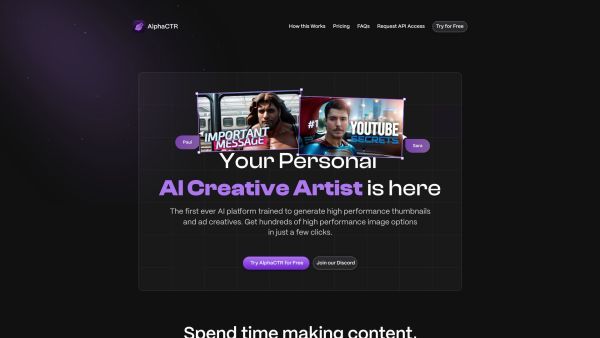 AlphaCTR
How this Works
Pricing
FAQs
Request API Access
Try for Free
IMPORTANT
MESSAGE
#1
YOUTUBE
SECRETS
Paul
Sara
Your Personal
AI Creative Artist is here
The first ever AI platform trained to generate high performance thumbnails
and ad creatives. Get hundreds of high performance image options
in just a few clicks.
Try AlphaCTR for Free
Join our Discord
Spend time making content.